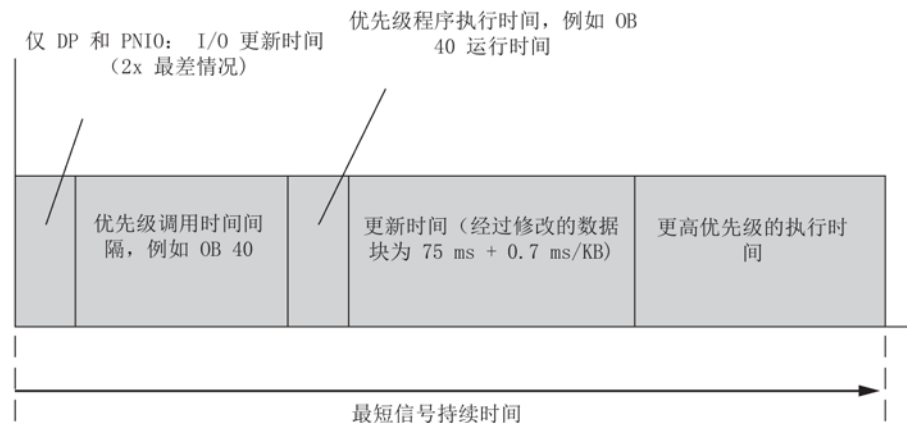 仅 DP 和 PNIO: I/O 更新时间
(2x 最差情况)
优先级程序执行时间, 例如 OB
40 运行时间
优先级调用时间间
隔, 例如 OB 40
更新时间 (经过修改的数据
块为 75 ms + 0.7 ms/KB)
更高优先级的执行时
间
最短信号持续时间